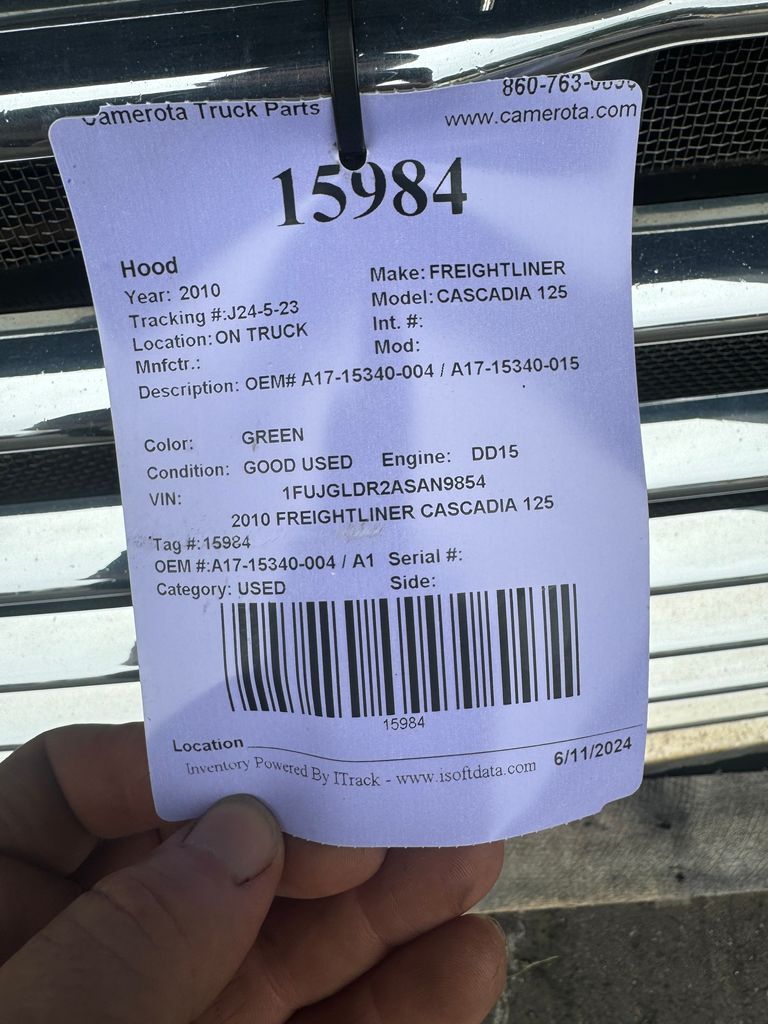 Camerota Truck Parts
860-763-
www.camerota.com
15984
Hood
Year: 2010
Make: FREIGHTLINER
Tracking #:J24-5-23
Model: CASCADIA 125
Location: ON TRUCK
Int. #:
Mnfctr.:
Mod:
Description: OEM# A17-15340-004 / A17-15340-015
Color: GREEN
Condition: GOOD USED Engine: DD15
VIN: 1FUJGLDR2ASAN9854
2010 FREIGHTLINER CASCADIA 125
Tag #:15984
OEM #:A17-15340-004 / A1 Serial #:
Category: USED Side:
15984
Location
Inventory Powered By ITrack - www.isoftdata.com 6/11/2024